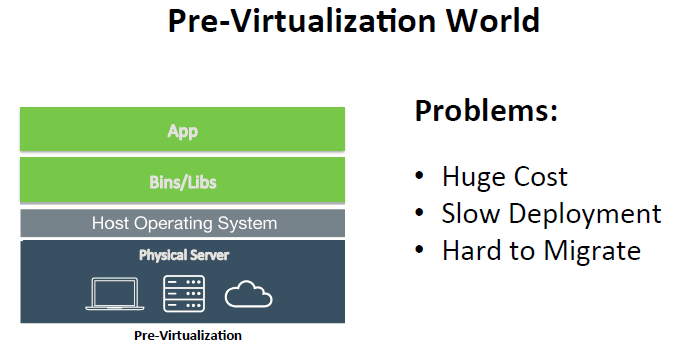 Pre-Virtualization World
App
Bins/Libs
Host Operating System
Physical Server
Pre-Virtualization
Problems:
• Huge Cost
• Slow Deployment
• Hard to Migrate